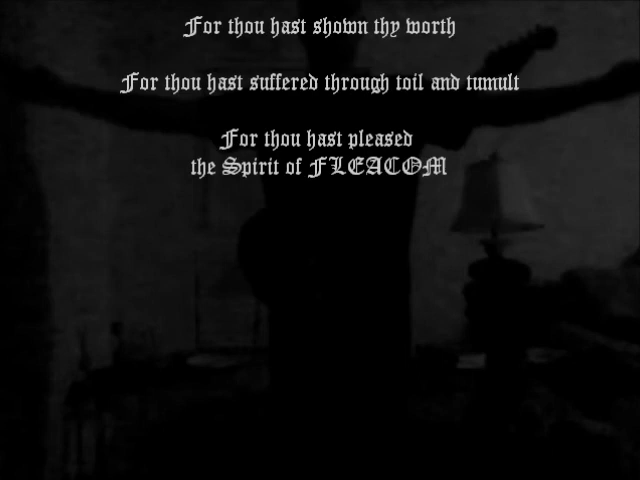 For thou hast shown thy worth
For thou hast suffered through toil and tumult
For thou hast pleased
the Spirit of FLEACOM